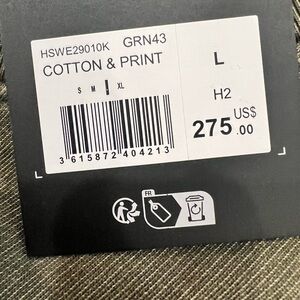 HSWE29010K GRN43
COTTON & PRINT
S M XL
L
H2
US$
275.00
3 615872 404213
FR